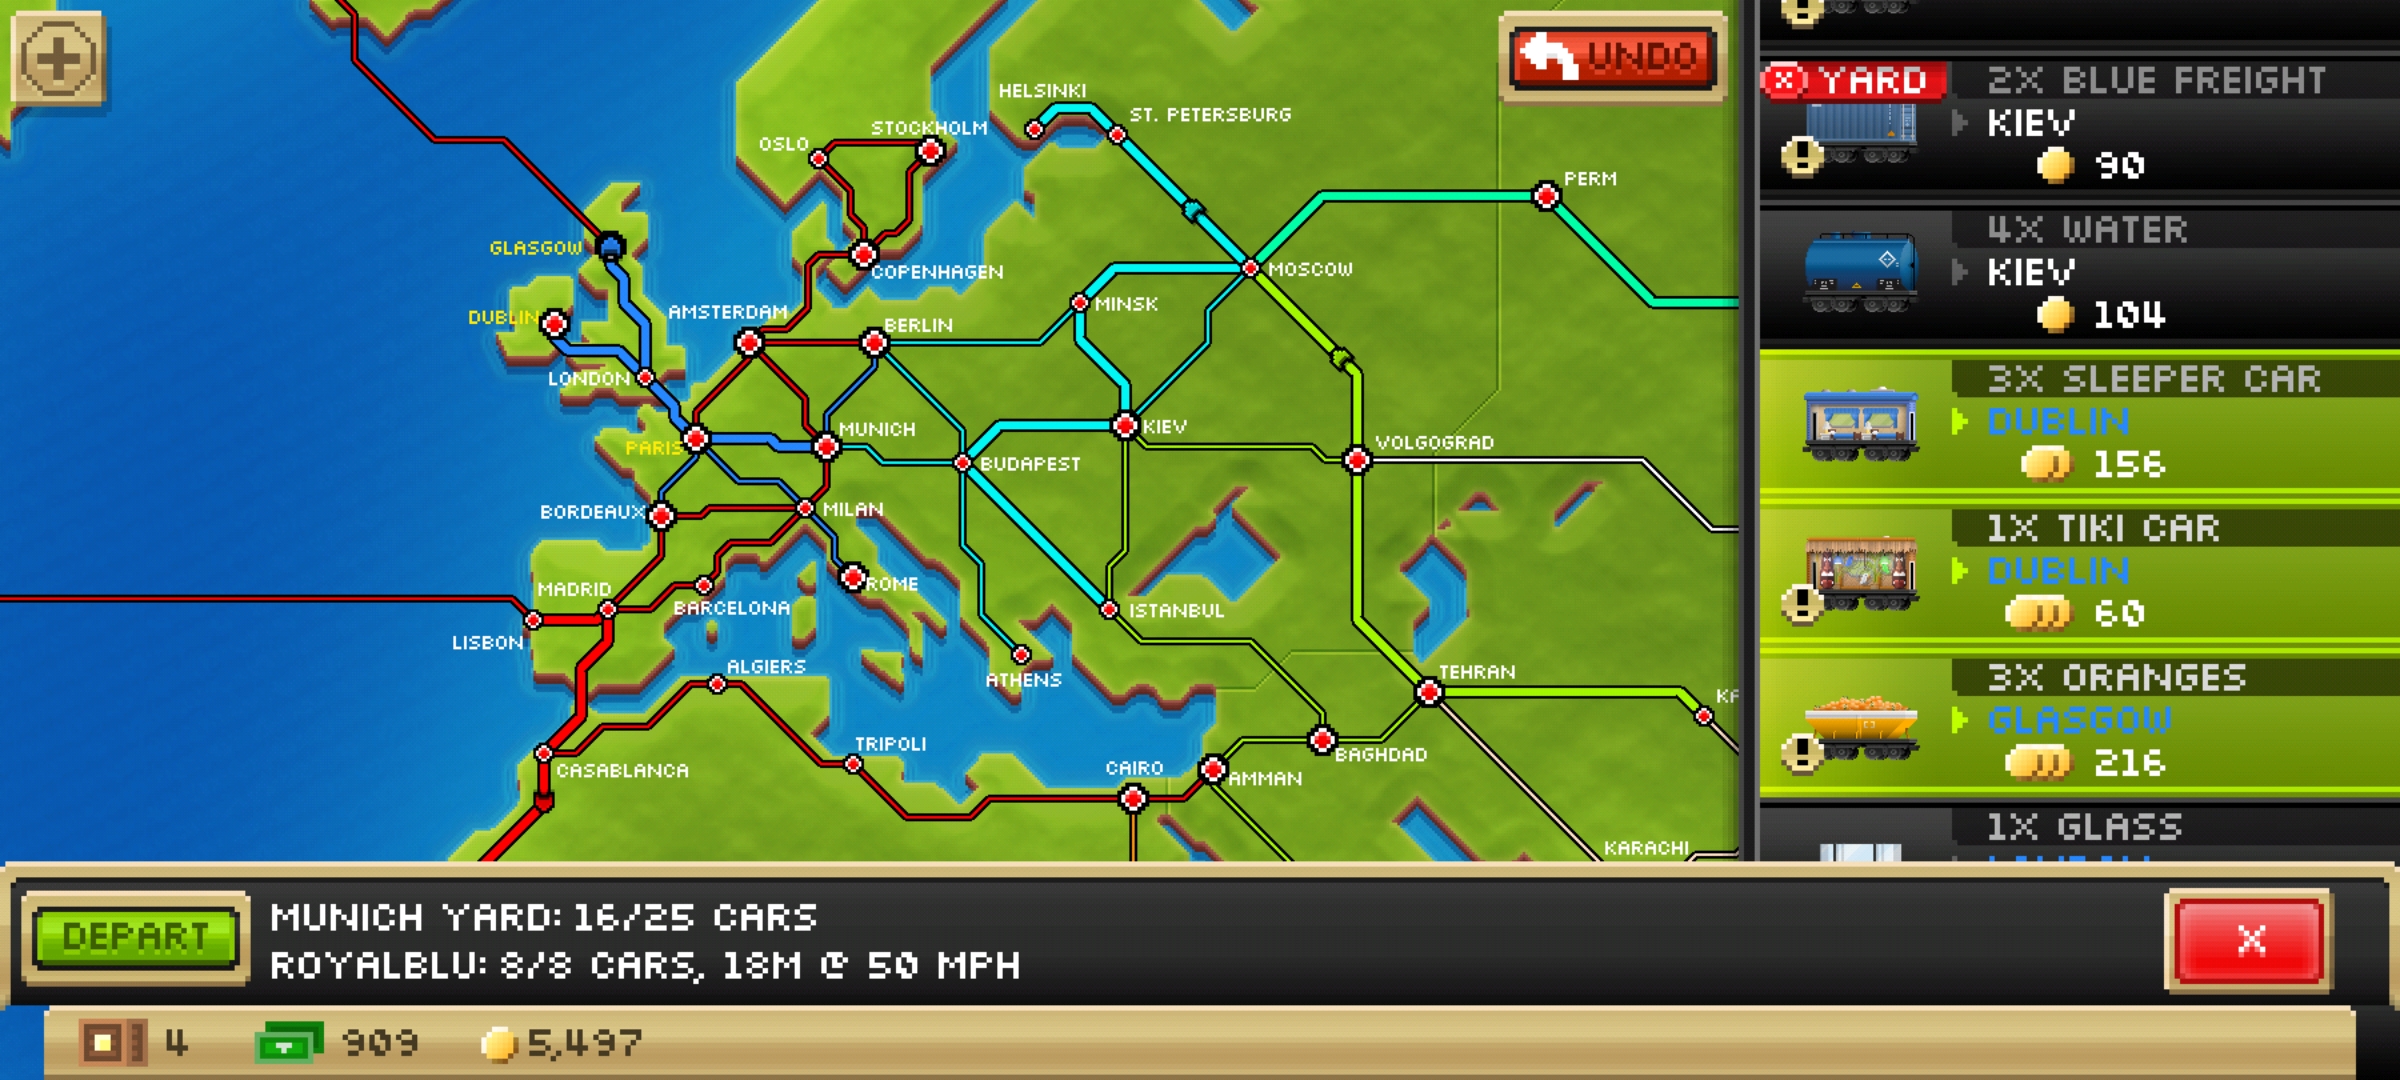 UNDO
HELSINKI
ST. PETERSBURG
STOCKHOLM
OSLO
PERM
GLASGOW
COPENHAGEN
MOSCOW
MINSK
DUBLIN
AMSTERDAM
BERLIN
LONDON
MUNICH
KIEV
VOLGOGRAD
PARIS
BUDAPEST
BORDEAUX
MILAN
MADRID
ROME
BARCELONA
ISTANBUL
LISBON
ALGIERS
ATHENS
TEHRAN
TRIPOLI
CASABLANCA
CAIRO
AMMAN
BAGHDAD
KARACHI
YARD
2X BLUE FREIGHT
KIEV
90
4X WATER
KIEV
104
3X SLEEPER CAR
DUBLIN
156
1X TIKI CAR
DUBLIN
60
3X ORANGES
GLASGOW
216
1X GLASS
DEPART
MUNICH YARD: 16/25 CARS
ROYALBLU: 8/8 CARS, 18M @ 50 MPH
X
4
909
5,497